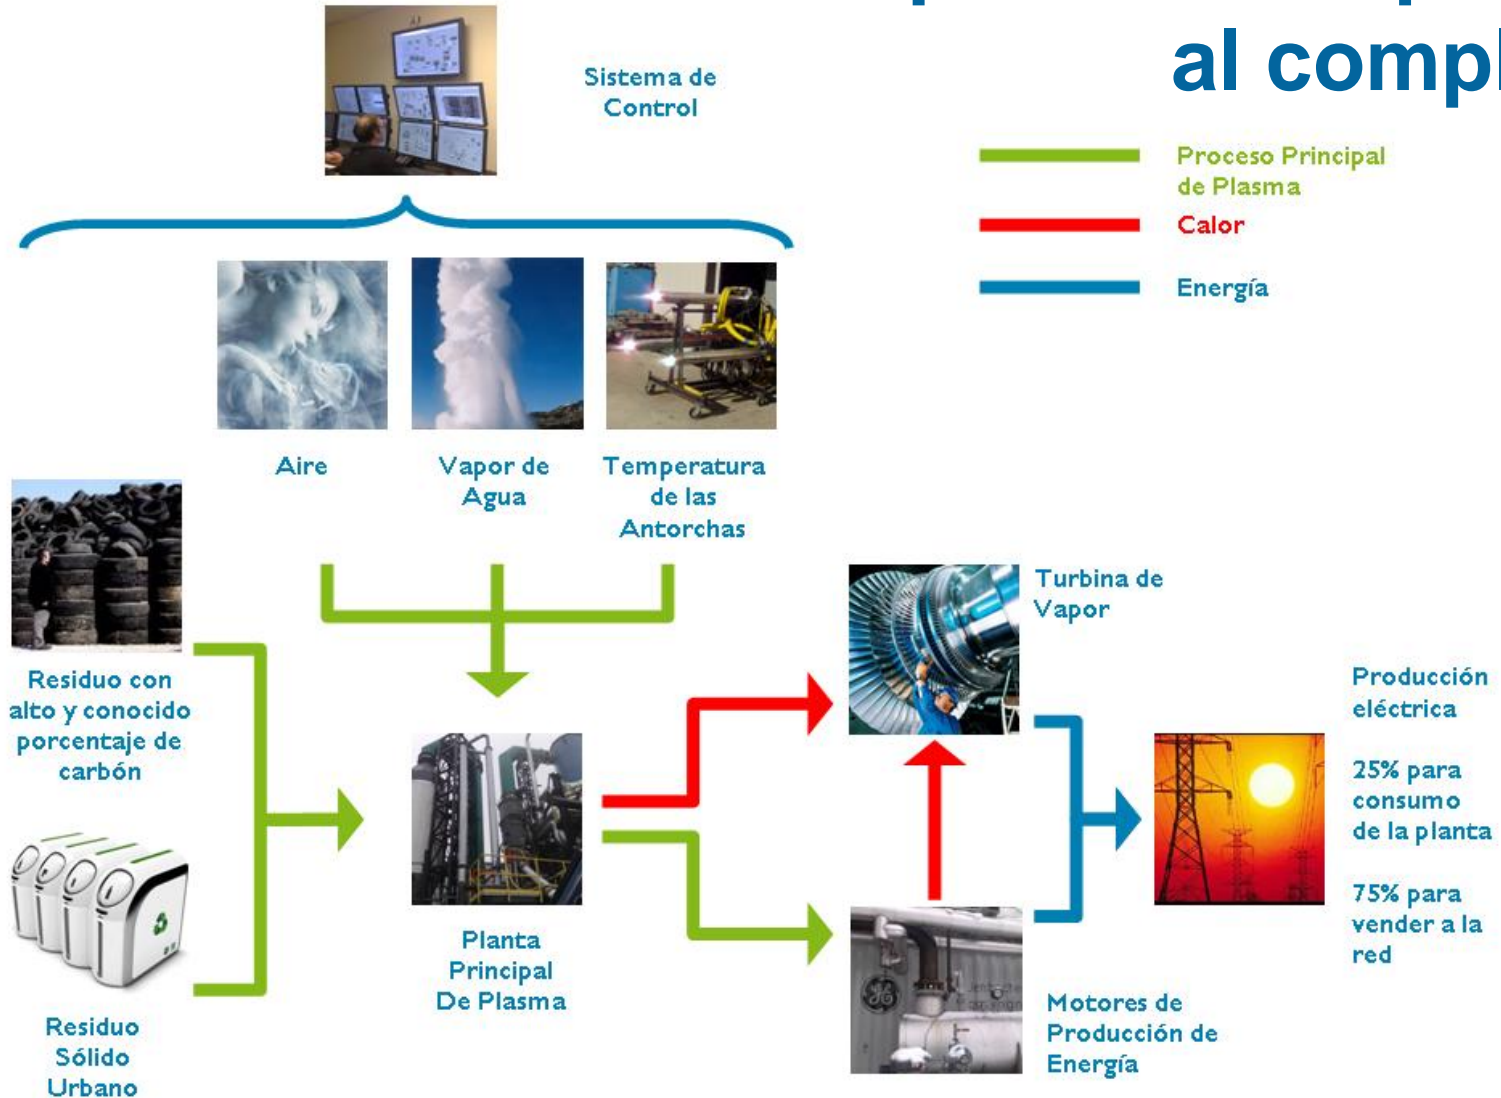 al comp
Sistema de
Control
Proceso Principal
de Plasma
Calor
Energía
Aire
Vapor de
Agua
Temperatura
de las
Antorchas
Residuo con
alto y conocido
porcentaje de
carbón
Residuo
Sólido
Urbano
Planta
Principal
De Plasma
Turbina de
Vapor
Motores de
Producción de
Energía
Producción
eléctrica
25% para
consumo
de la planta
75% para
vender a la
red